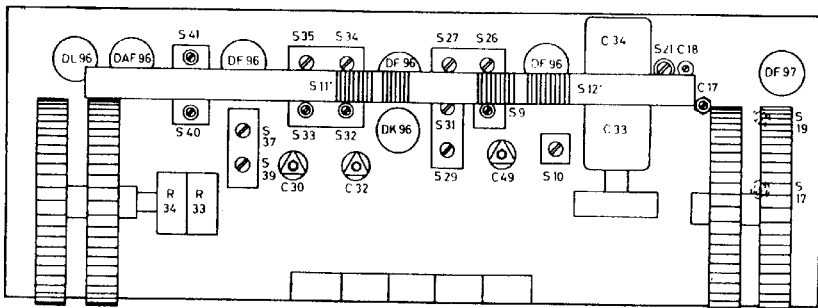 S 41
S 35
S 34
S 27
S 26
C 34
S 21
C 18
DL 96
DAF 96
DF 96
DF 96
DF 96
DF 97
S 11'
S 12'
C 17
S 40
S 33
S 32
S 31
S 9
DK 96
C 33
S 37
S 39
S 29
S 10
S 19
C 30
C 32
C 49
R 34
R 33
S 17